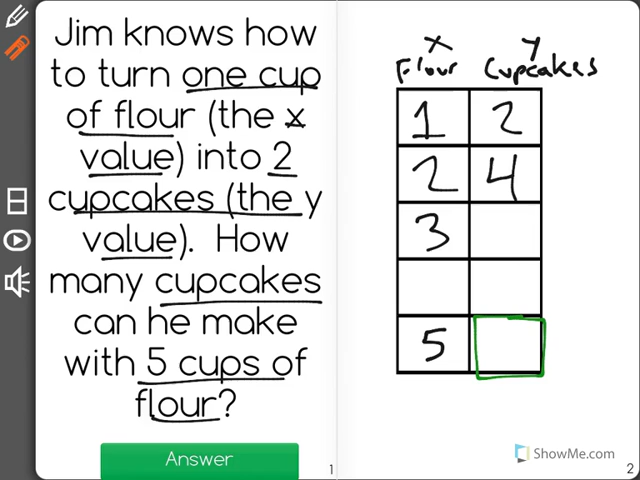 Jim knows how
to turn one cup
of flour (the x
value) into 2
cupcakes (the y
value). How
many cupcakes
can he make
with 5 cups of
flour?
Answer
1
x y
Flour Cupcakes
1 2
2 4
3
5
ShowMe.com
2